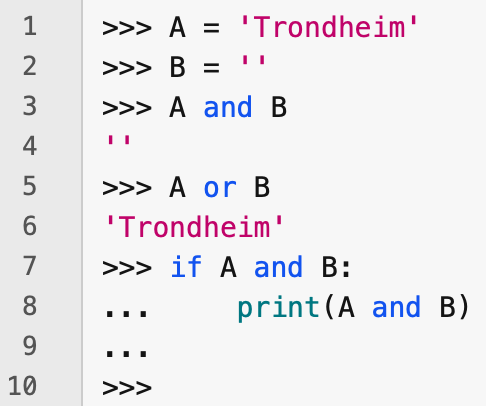 1 >>> A = 'Trondheim'
2 >>> B = ''
3 >>> A and B
4 ''
5 >>> A or B
6 'Trondheim'
7 >>> if A and B:
8 ...     print(A and B)
9 ...
10 >>>